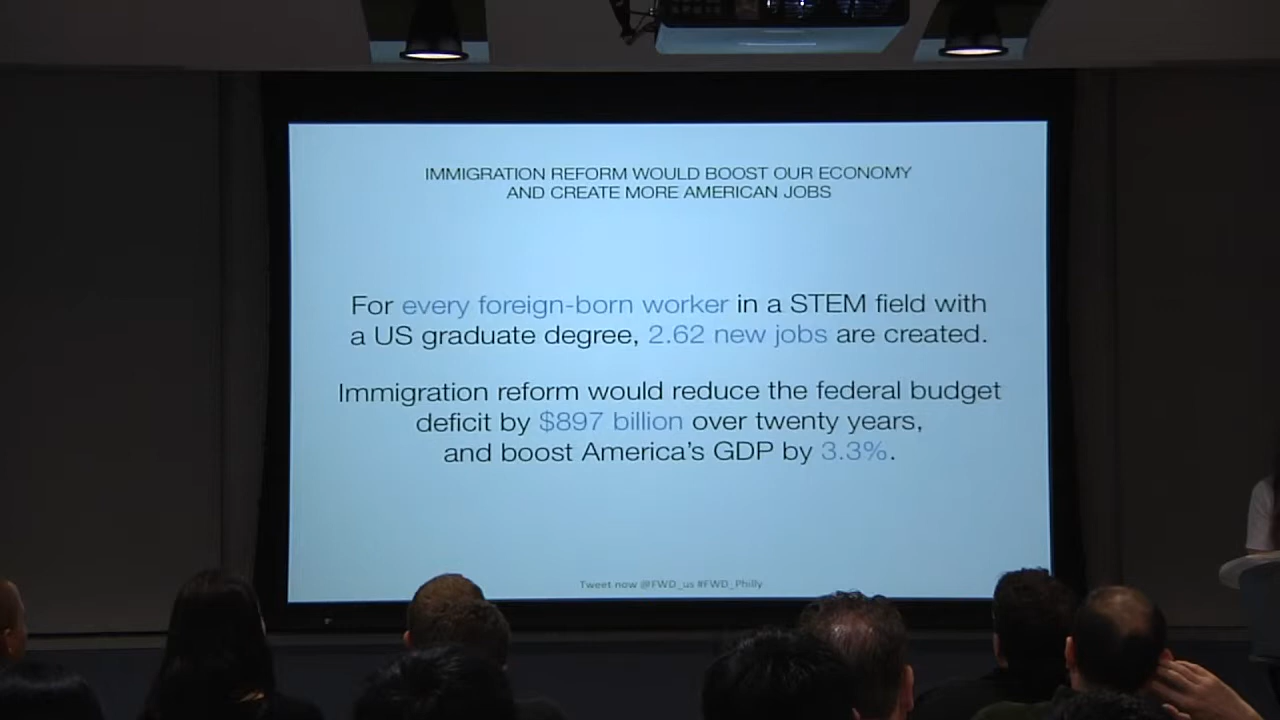 IMMIGRATION REFORM WOULD BOOST OUR ECONOMY
AND CREATE MORE AMERICAN JOBS
For every foreign-born worker in a STEM field with
a US graduate degree, 2.62 new jobs are created.
Immigration reform would reduce the federal budget
deficit by $897 billion over twenty years,
and boost America's GDP by 3.3%.
Tweet now @FWD_us #FWD_Philly